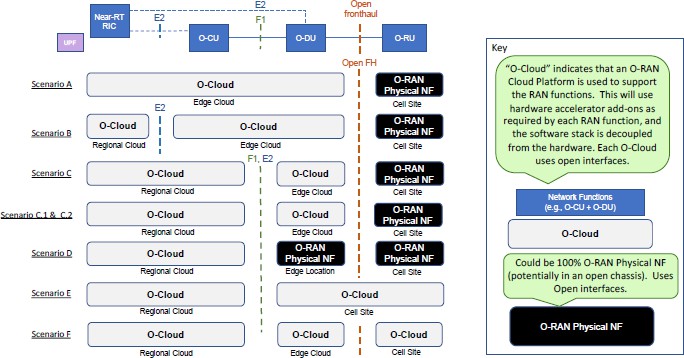 Near-RT
RIC
E2
E2
F1
Open
fronthaul
UPF
O-CU
O-DU
O-RU
Open FH
Scenario A
O-Cloud
Edge Cloud
O-RAN
Physical NF
Cell Site
Scenario B
O-Cloud
Regional Cloud
E2
O-Cloud
Edge Cloud
O-RAN
Physical NF
Cell Site
F1, E2
Scenario C
O-Cloud
Regional Cloud
O-Cloud
Edge Cloud
O-RAN
Physical NF
Cell Site
Scenario C.1 & C.2
O-Cloud
Regional Cloud
O-Cloud
Edge Cloud
O-RAN
Physical NF
Cell Site
Scenario D
O-Cloud
Regional Cloud
O-RAN
Physical NF
Edge Location
O-RAN
Physical NF
Cell Site
Scenario E
O-Cloud
Regional Cloud
O-Cloud
Cell Site
Scenario F
O-Cloud
Regional Cloud
O-Cloud
Edge Cloud
O-Cloud
Cell Site
Key
“O-Cloud” indicates that an O-RAN
Cloud Platform is used to support
the RAN functions. This will use
hardware accelerator add-ons as
required by each RAN function, and
the software stack is decoupled
from the hardware. Each O-Cloud
uses open interfaces.
Network Functions
(e.g., O-CU + O-DU)
O-Cloud
Could be 100% O-RAN Physical NF
(potentially in an open chassis). Uses
Open interfaces.
O-RAN Physical NF